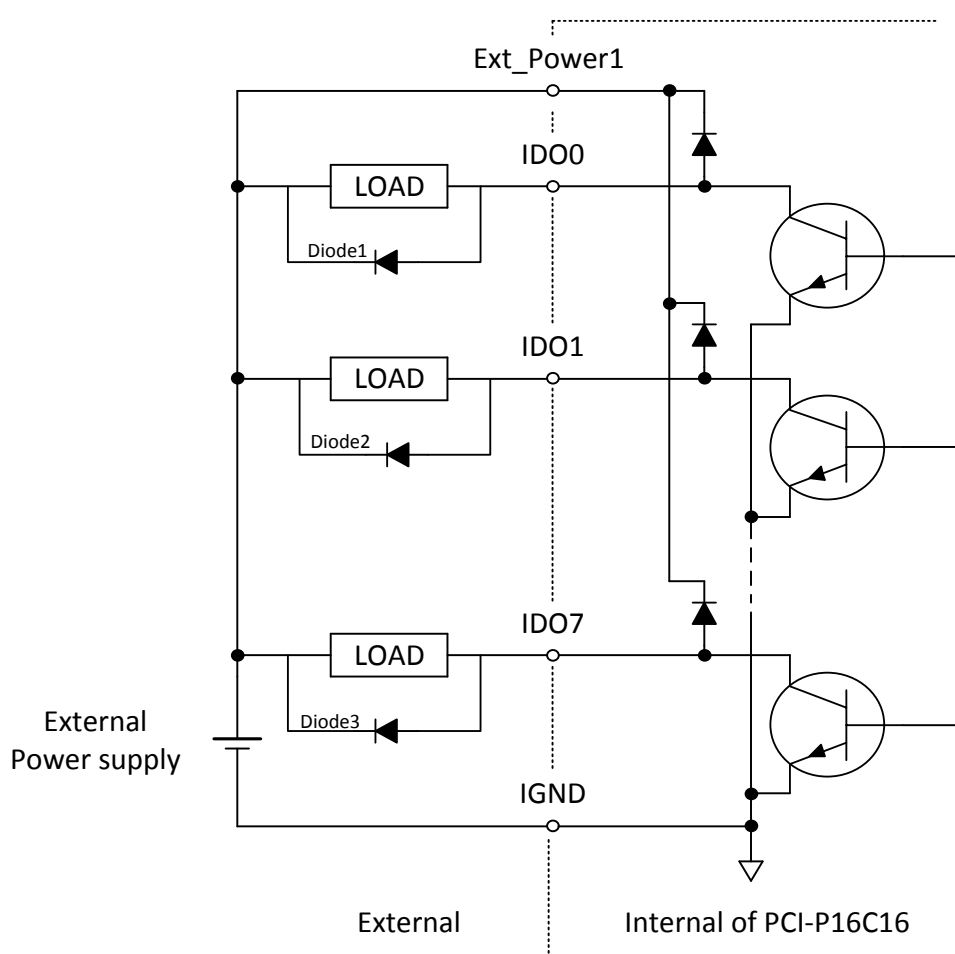 Ext_Power1
IDO0
LOAD
Diode1
IDO1
LOAD
Diode2
IDO7
LOAD
Diode3
External
Power supply
IGND
External
Internal of PCI-P16C16